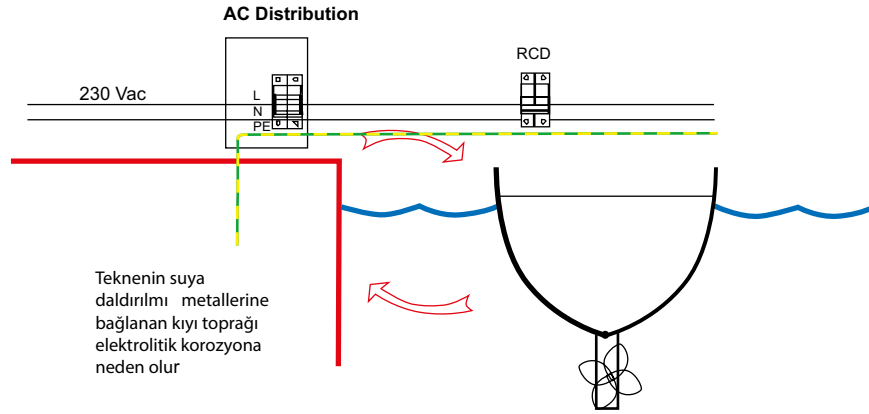 AC Distribution
RCD
230 Vac
L
N
PE
Teknenin suya
daldırılmı metallerine
bağlanan kıyı toprağı
elektrolitik korozyona
neden olur